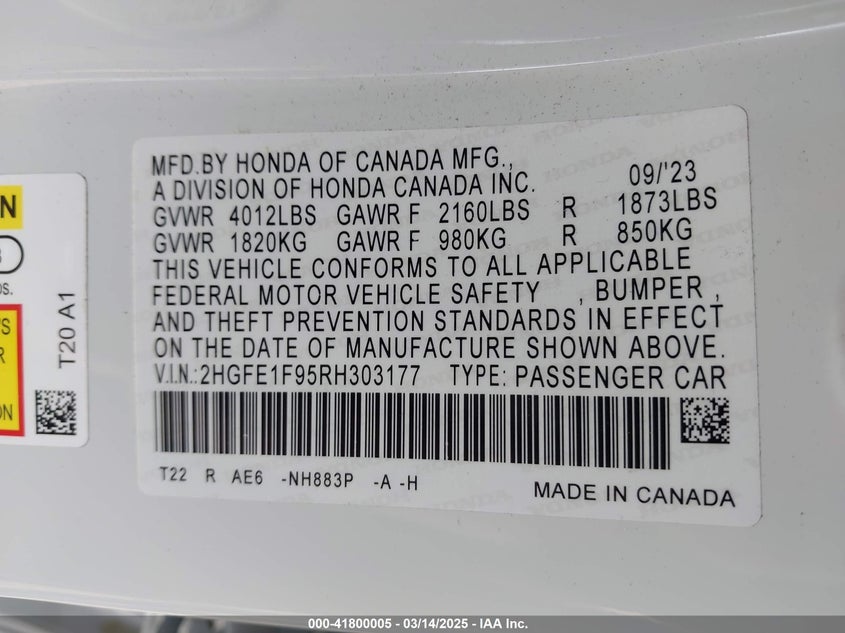 MFD.BY HONDA OF CANADA MFG.,
A DIVISION OF HONDA CANADA INC. 09/'23
GVWR 4012LBS GAWR F 2160LBS R 1873LBS
GVWR 1820KG GAWR F 980KG R 850KG
THIS VEHICLE CONFORMS TO ALL APPLICABLE
FEDERAL MOTOR VEHICLE SAFETY , BUMPER ,
AND THEFT PREVENTION STANDARDS IN EFFECT
ON THE DATE OF MANUFACTURE SHOWN ABOVE.
V.I.N.:2HGFE1F95RH303177 TYPE: PASSENGER CAR
T22 R AE6 -NH883P -A -H
MADE IN CANADA
T20 A1
000-41800005 - 03/14/2025 - IAA Inc.